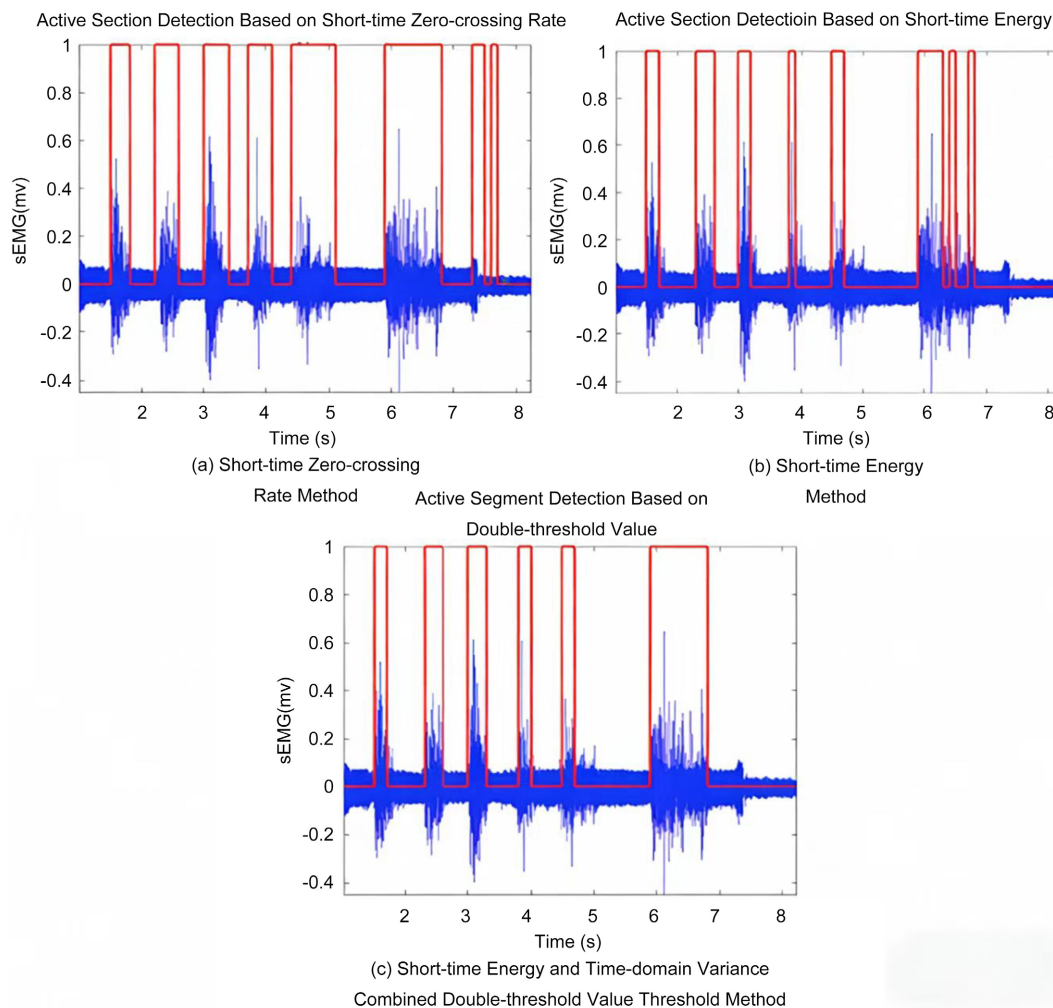 Active Section Detection Based on Short-time Zero-crossing Rate
1
0.8
0.6
0.4
0.2
0
-0.2
-0.4
sEMG(mv)
2 3 4 5 6 7 8
Time (s)
(a) Short-time Zero-crossing
Rate Method
Active Section Detectioin Based on Short-time Energy
1
0.8
0.6
0.4
0.2
0
-0.2
-0.4
sEMG(mv)
2 3 4 5 6 7 8
Time (s)
(b) Short-time Energy
Method
Active Segment Detection Based on
Double-threshold Value
1
0.8
0.6
0.4
0.2
0
-0.2
-0.4
sEMG(mv)
2 3 4 5 6 7 8
Time (s)
(c) Short-time Energy and Time-domain Variance
Combined Double-threshold Value Threshold Method